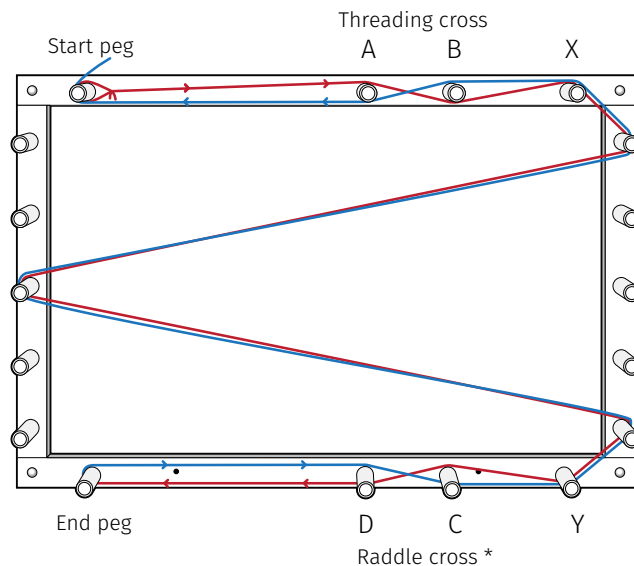 Threading cross
Start peg
A B X
End peg
D C Y
Raddle cross *